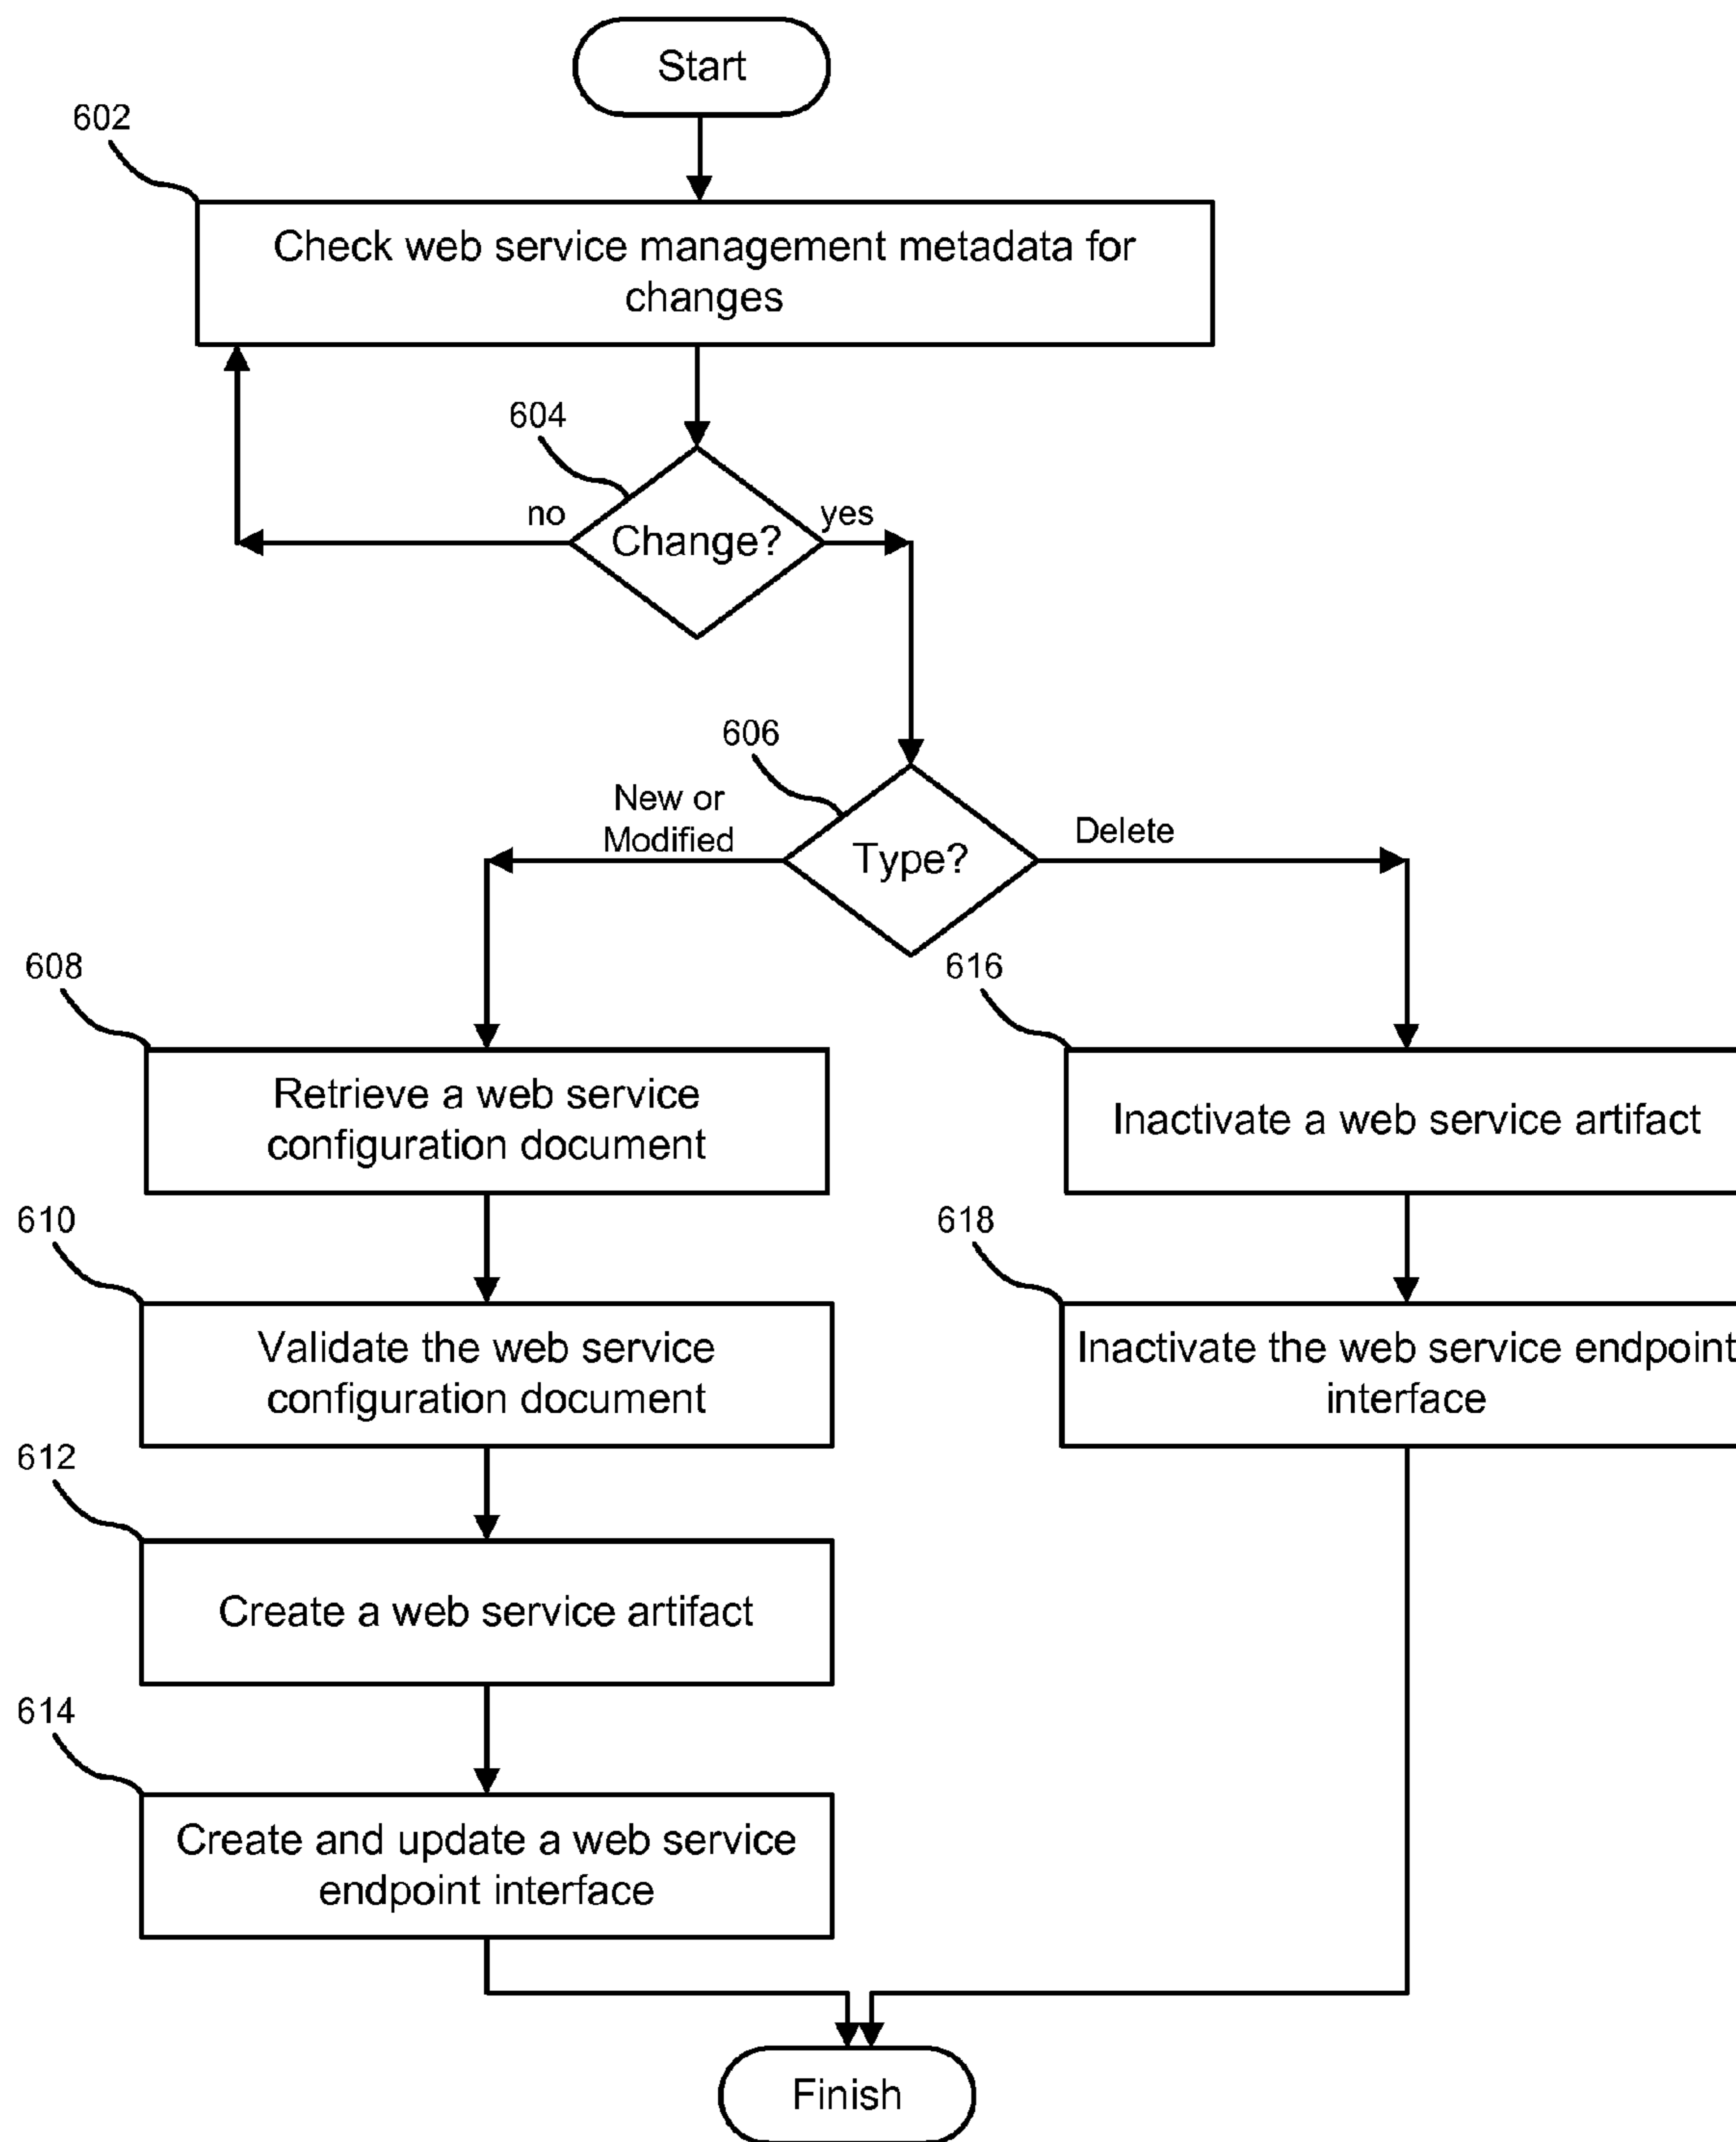 Start
602
Check web service management metadata for
changes
604
no
yes
Change?
606
New or
Modified
Delete
Type?
608
616
Retrieve a web service
configuration document
Inactivate a web service artifact
610
618
Validate the web service
configuration document
Inactivate the web service endpoint
interface
612
Create a web service artifact
614
Create and update a web service
endpoint interface
Finish